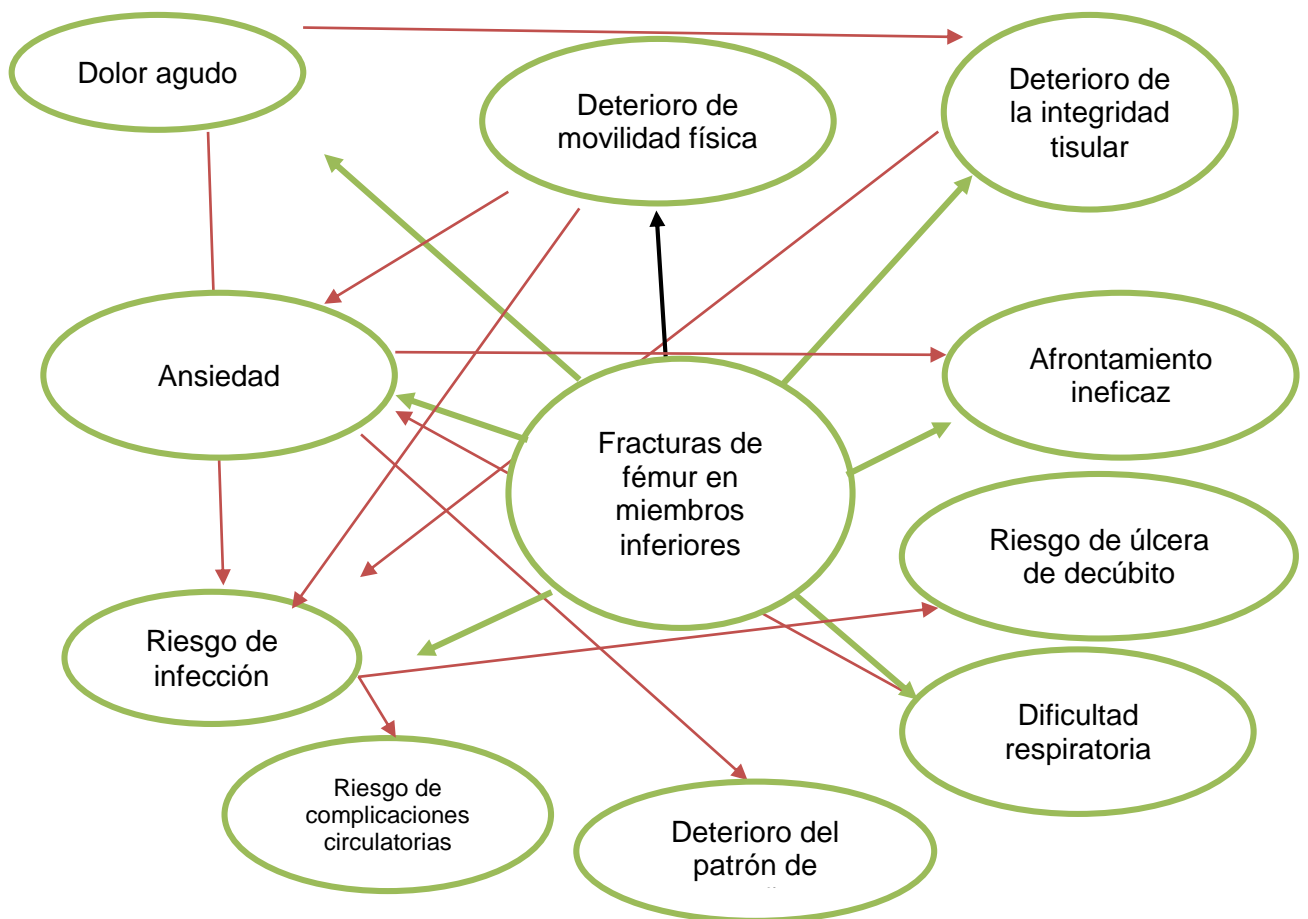 Dolor agudo
Deterioro de
movilidad física
Deterioro de
la integridad
tisular
Ansiedad
Afrontamiento
ineficaz
Fracturas de
fémur en
miembros
inferiores
Riesgo de úlcera
de decúbito
Riesgo de
infección
Dificultad
respiratoria
Riesgo de
complicaciones
circulatorias
Deterioro del
patrón de